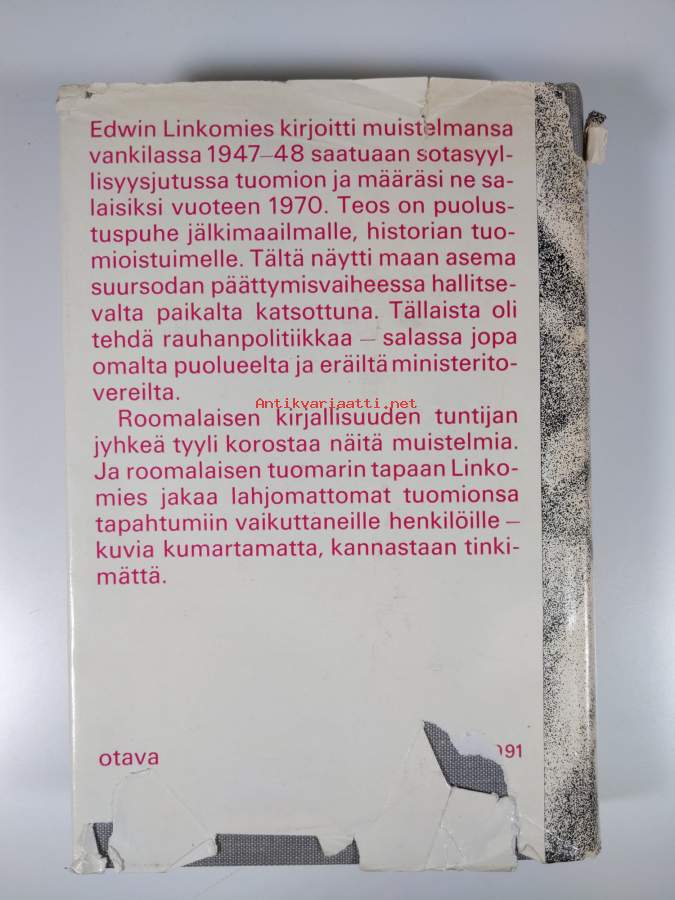 Edwin Linkomies kirjoitti muistelmansa
vankilassa 1947–48 saatuaan sotasyyl-
lisyysjutussa tuomion ja määräsi ne sa-
laisiksi vuoteen 1970. Teos on puolus-
tuspuhe jälkimaailmalle, historian tuo-
mioistuimelle. Tältä näytti maan asema
suursodan päättymisvaiheessa hallitse-
valta paikalta katsottuna. Tällaista oli
tehdä rauhanpolitiikkaa – salassa jopa
omalta puolueelta ja eräiltä ministerito-
vereilta.
Antikvariaatti.net
Roomalaisen kirjallisuuden tuntijan
jyhkeä tyyli korostaa näitä muistelmia.
Ja roomalaisen tuomarin tapaan Linko-
mies jakaa lahjomattomat tuomionsa
tapahtumiin vaikuttaneille henkilöille –
kuvia kumartamatta, kannastaan tinki-
mättä.
otava 91